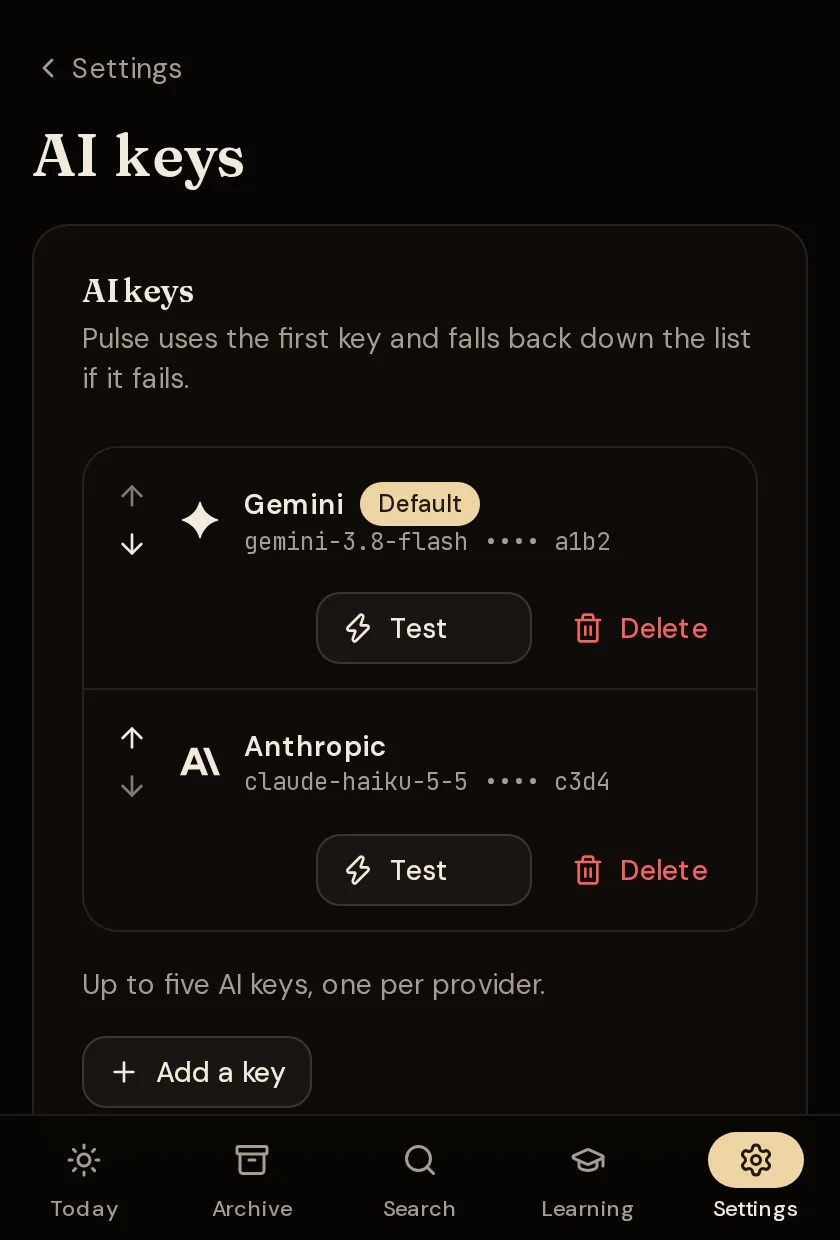 Settings
AI keys
AI keys
Pulse uses the first key and falls back down the list
if it fails.
Gemini Default
gemini-3.8-flash •••• a1b2
Test Delete
Anthropic
claude-haiku-5-5 •••• c3d4
Test Delete
Up to five AI keys, one per provider.
Add a key
Today Archive Search Learning Settings